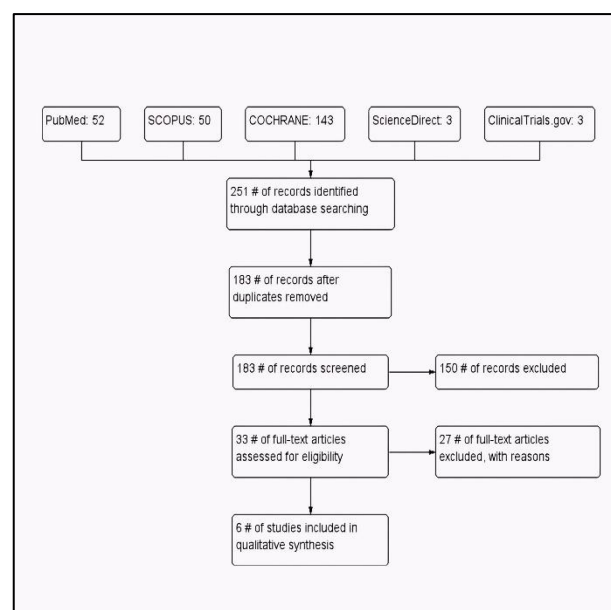 PubMed: 52
SCOPUS: 50
COCHRANE: 143
ScienceDirect: 3
ClinicalTrials.gov: 3
251 # of records identified
through database searching
183 # of records after
duplicates removed
183 # of records screened
150 # of records excluded
33 # of full-text articles
assessed for eligibility
27 # of full-text articles
excluded, with reasons
6 # of studies included in
qualitative synthesis